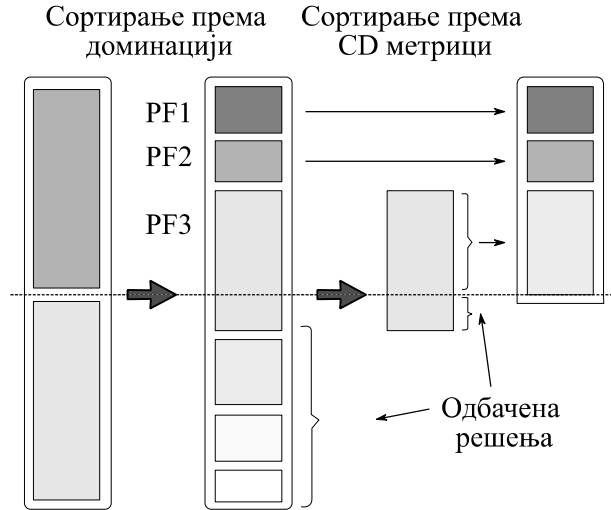 Сортирање према
доминацији
Сортирање према
CD метрици
PF1
PF2
PF3
Одбачена
решења